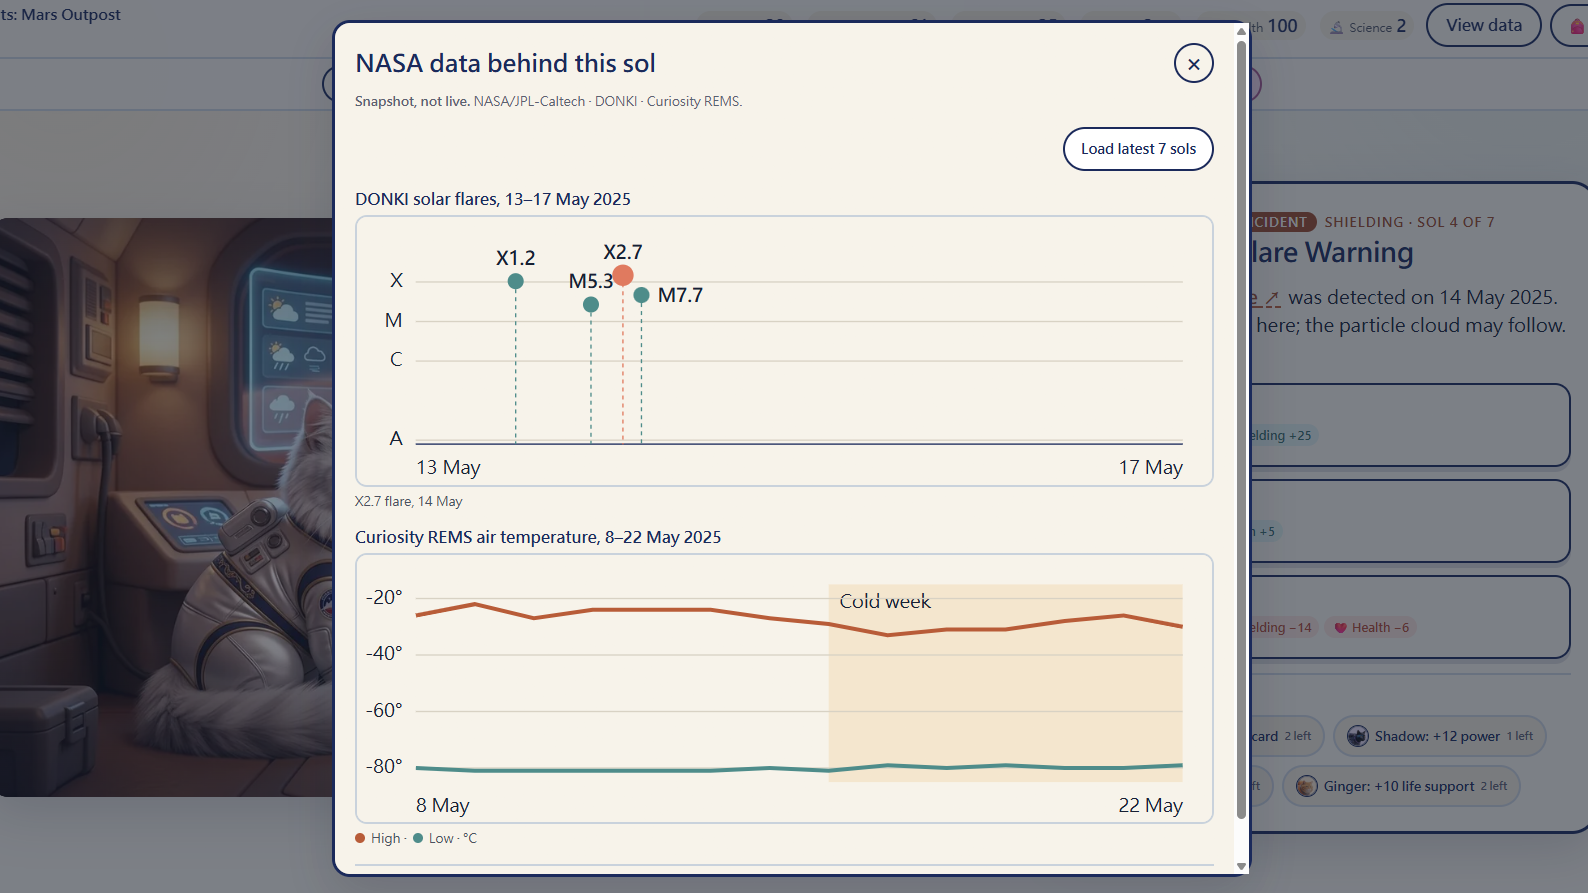 ts: Mars Outpost
th 100
Science 2
View data
NASA data behind this sol
Snapshot, not live. NASA/JPL-Caltech · DONKI · Curiosity REMS.
Load latest 7 sols
DONKI solar flares, 13–17 May 2025
X1.2
X2.7
M5.3
M7.7
X
M
C
A
13 May
17 May
X2.7 flare, 14 May
Curiosity REMS air temperature, 8–22 May 2025
Cold week
-20°
-40°
-60°
-80°
8 May
22 May
High · Low · °C
CIDENT SHIELDING · SOL 4 OF 7
lare Warning
e ↗ was detected on 14 May 2025.
here; the particle cloud may follow.
elding +25
h +5
elding −14 Health −6
card 2 left Shadow: +12 power 1 left
ft Ginger: +10 life support 2 left